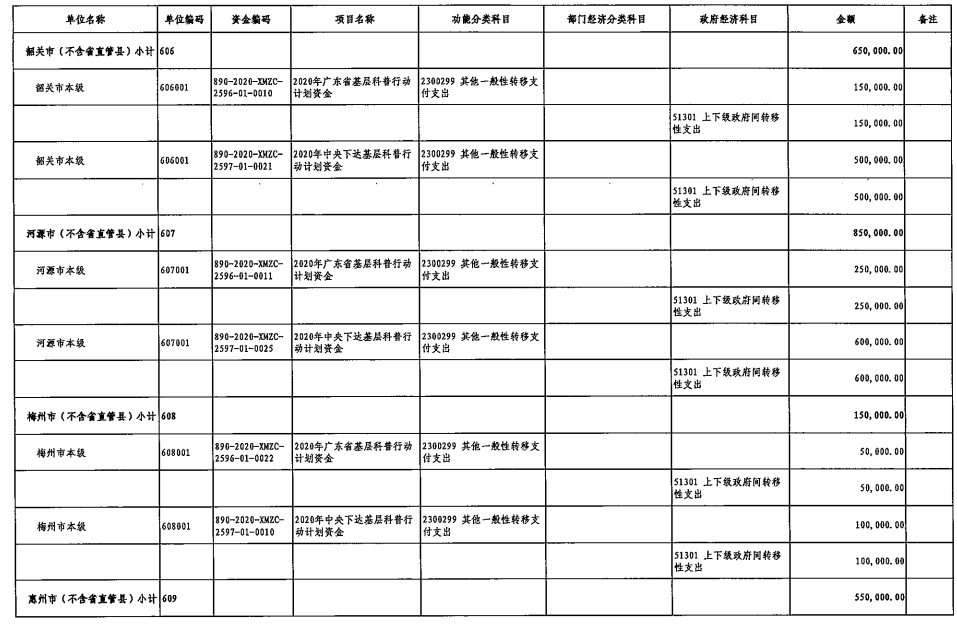 单位名称 单位编码 资金编码 项目名称 功能分类科目 部门经济分类科目 政府经济科目 金额 备注
韶关市（不含省直管县）小计 606 650,000.00
韶关市本级 606001 890-2020-XMZC-2596-01-0010 2020年广东省基层科普行动计划资金 2300299 其他一般性转移支付支出 150,000.00
51301 上下级政府间转移性支出 150,000.00
韶关市本级 606001 890-2020-XMZC-2597-01-0021 2020年中央下达基层科普行动计划资金 2300299 其他一般性转移支付支出 500,000.00
51301 上下级政府间转移性支出 500,000.00
河源市（不含省直管县）小计 607 850,000.00
河源市本级 607001 890-2020-XMZC-2596-01-0011 2020年广东省基层科普行动计划资金 2300299 其他一般性转移支付支出 250,000.00
51301 上下级政府间转移性支出 250,000.00
河源市本级 607001 890-2020-XMZC-2597-01-0025 2020年中央下达基层科普行动计划资金 2300299 其他一般性转移支付支出 600,000.00
51301 上下级政府间转移性支出 600,000.00
梅州市（不含省直管县）小计 608 150,000.00
梅州市本级 608001 890-2020-XMZC-2596-01-0022 2020年广东省基层科普行动计划资金 2300299 其他一般性转移支付支出 50,000.00
51301 上下级政府间转移性支出 50,000.00
梅州市本级 608001 890-2020-XMZC-2597-01-0010 2020年中央下达基层科普行动计划资金 2300299 其他一般性转移支付支出 100,000.00
51301 上下级政府间转移性支出 100,000.00
惠州市（不含省直管县）小计 609 550,000.00